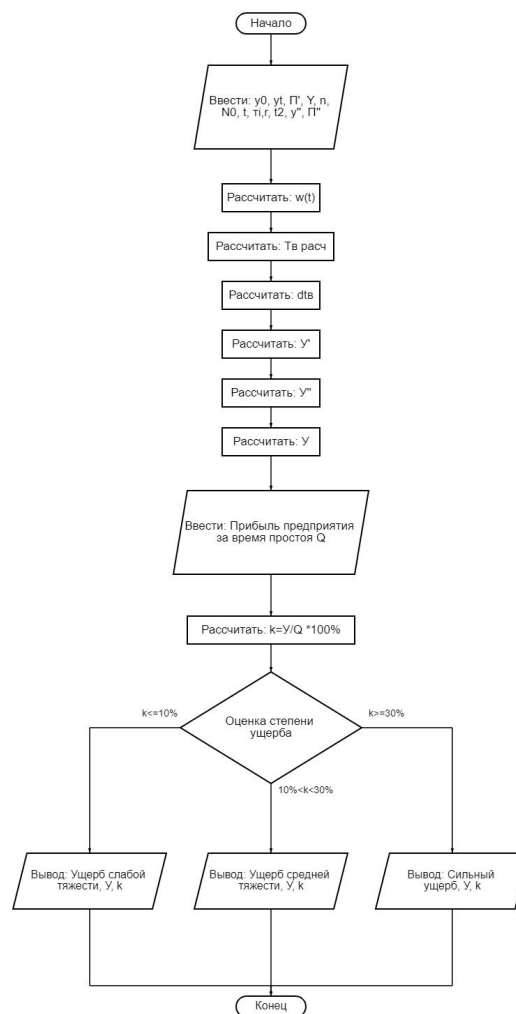 Начало
Ввести: y0, yt, П', Y, n,
N0, t, тi,r, t2, y", П"
Рассчитать: w(t)
Рассчитать: Тв расч
Рассчитать: dtв
Рассчитать: У'
Рассчитать: У"
Рассчитать: У
Ввести: Прибыль предприятия
за время простоя Q
Рассчитать: k=У/Q *100%
Оценка степени
ущерба
k<=10%
k>=30%
10%<k<30%
Вывод: Ущерб слабой
тяжести, У, k
Вывод: Ущерб средней
тяжести, У, k
Вывод: Сильный
ущерб, У, k
Конец